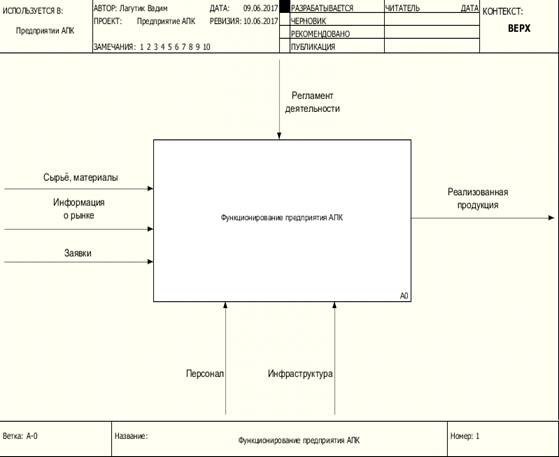 ИСПОЛЬЗУЕТСЯ В:
Предприятии АПК
АВТОР: Лагутик Вадим
ДАТА: 09.06.2017
ПРОЕКТ: Предприятие АПК
РЕВИЗИЯ: 10.06.2017
ЗАМЕЧАНИЯ: 1 2 3 4 5 6 7 8 9 10
РАЗРАБАТЫВАЕТСЯ
ЧЕРНОВИК
РЕКОМЕНДОВАНО
ПУБЛИКАЦИЯ
ЧИТАТЕЛЬ
ДАТА
КОНТЕКСТ:
ВЕРХ
Регламент
деятельности
Сырьё, материалы
Информация
о рынке
Заявки
Функционирование предприятия АПК
A0
Реализованная
продукция
Персонал
Инфраструктура
Ветка: A-0
Название:
Функционирование предприятия АПК
Номер: 1